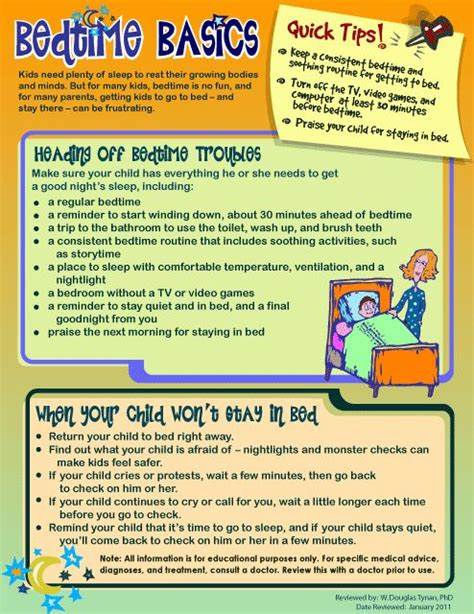 Bedtime Basics
Kids need plenty of sleep to rest their growing bodies
and minds. But for many kids, bedtime is no fun, and
for many parents, getting kids to go to bed – and
stay there – can be frustrating.
Quick Tips!
Keep a consistent bedtime and
soothing routine for getting to bed.
Turn off the TV, video games, and
computer at least 30 minutes
before bedtime.
Praise your child for staying in bed.
Heading Off Bedtime Troubles
Make sure your child has everything he or she needs to get
a good night's sleep, including:
• a regular bedtime
• a reminder to start winding down, about 30 minutes ahead of bedtime
• a trip to the bathroom to use the toilet, wash up, and brush teeth
• a consistent bedtime routine that includes soothing activities, such
as storytime
• a place to sleep with comfortable temperature, ventilation, and a
nightlight
• a bedroom without a TV or video games
• a reminder to stay quiet and in bed, and a final
goodnight from you
• praise the next morning for staying in bed
When Your Child Won't Stay in Bed
• Return your child to bed right away.
• Find out what your child is afraid of – nightlights and monster checks can
make kids feel safer.
• If your child cries or protests, wait a few minutes, then go back
to check on him or her.
• If your child continues to cry or call for you, wait a little longer each time
before you go to check.
• Remind your child that it's time to go to sleep, and if your child stays quiet,
you'll come back to check on him or her in a few minutes.
Note: All information is for educational purposes only. For specific medical advice,
diagnoses, and treatment, consult a doctor. Review this with a doctor prior to use.
Reviewed by: W.Douglas Tynan, PhD
Date Reviewed: January 2011